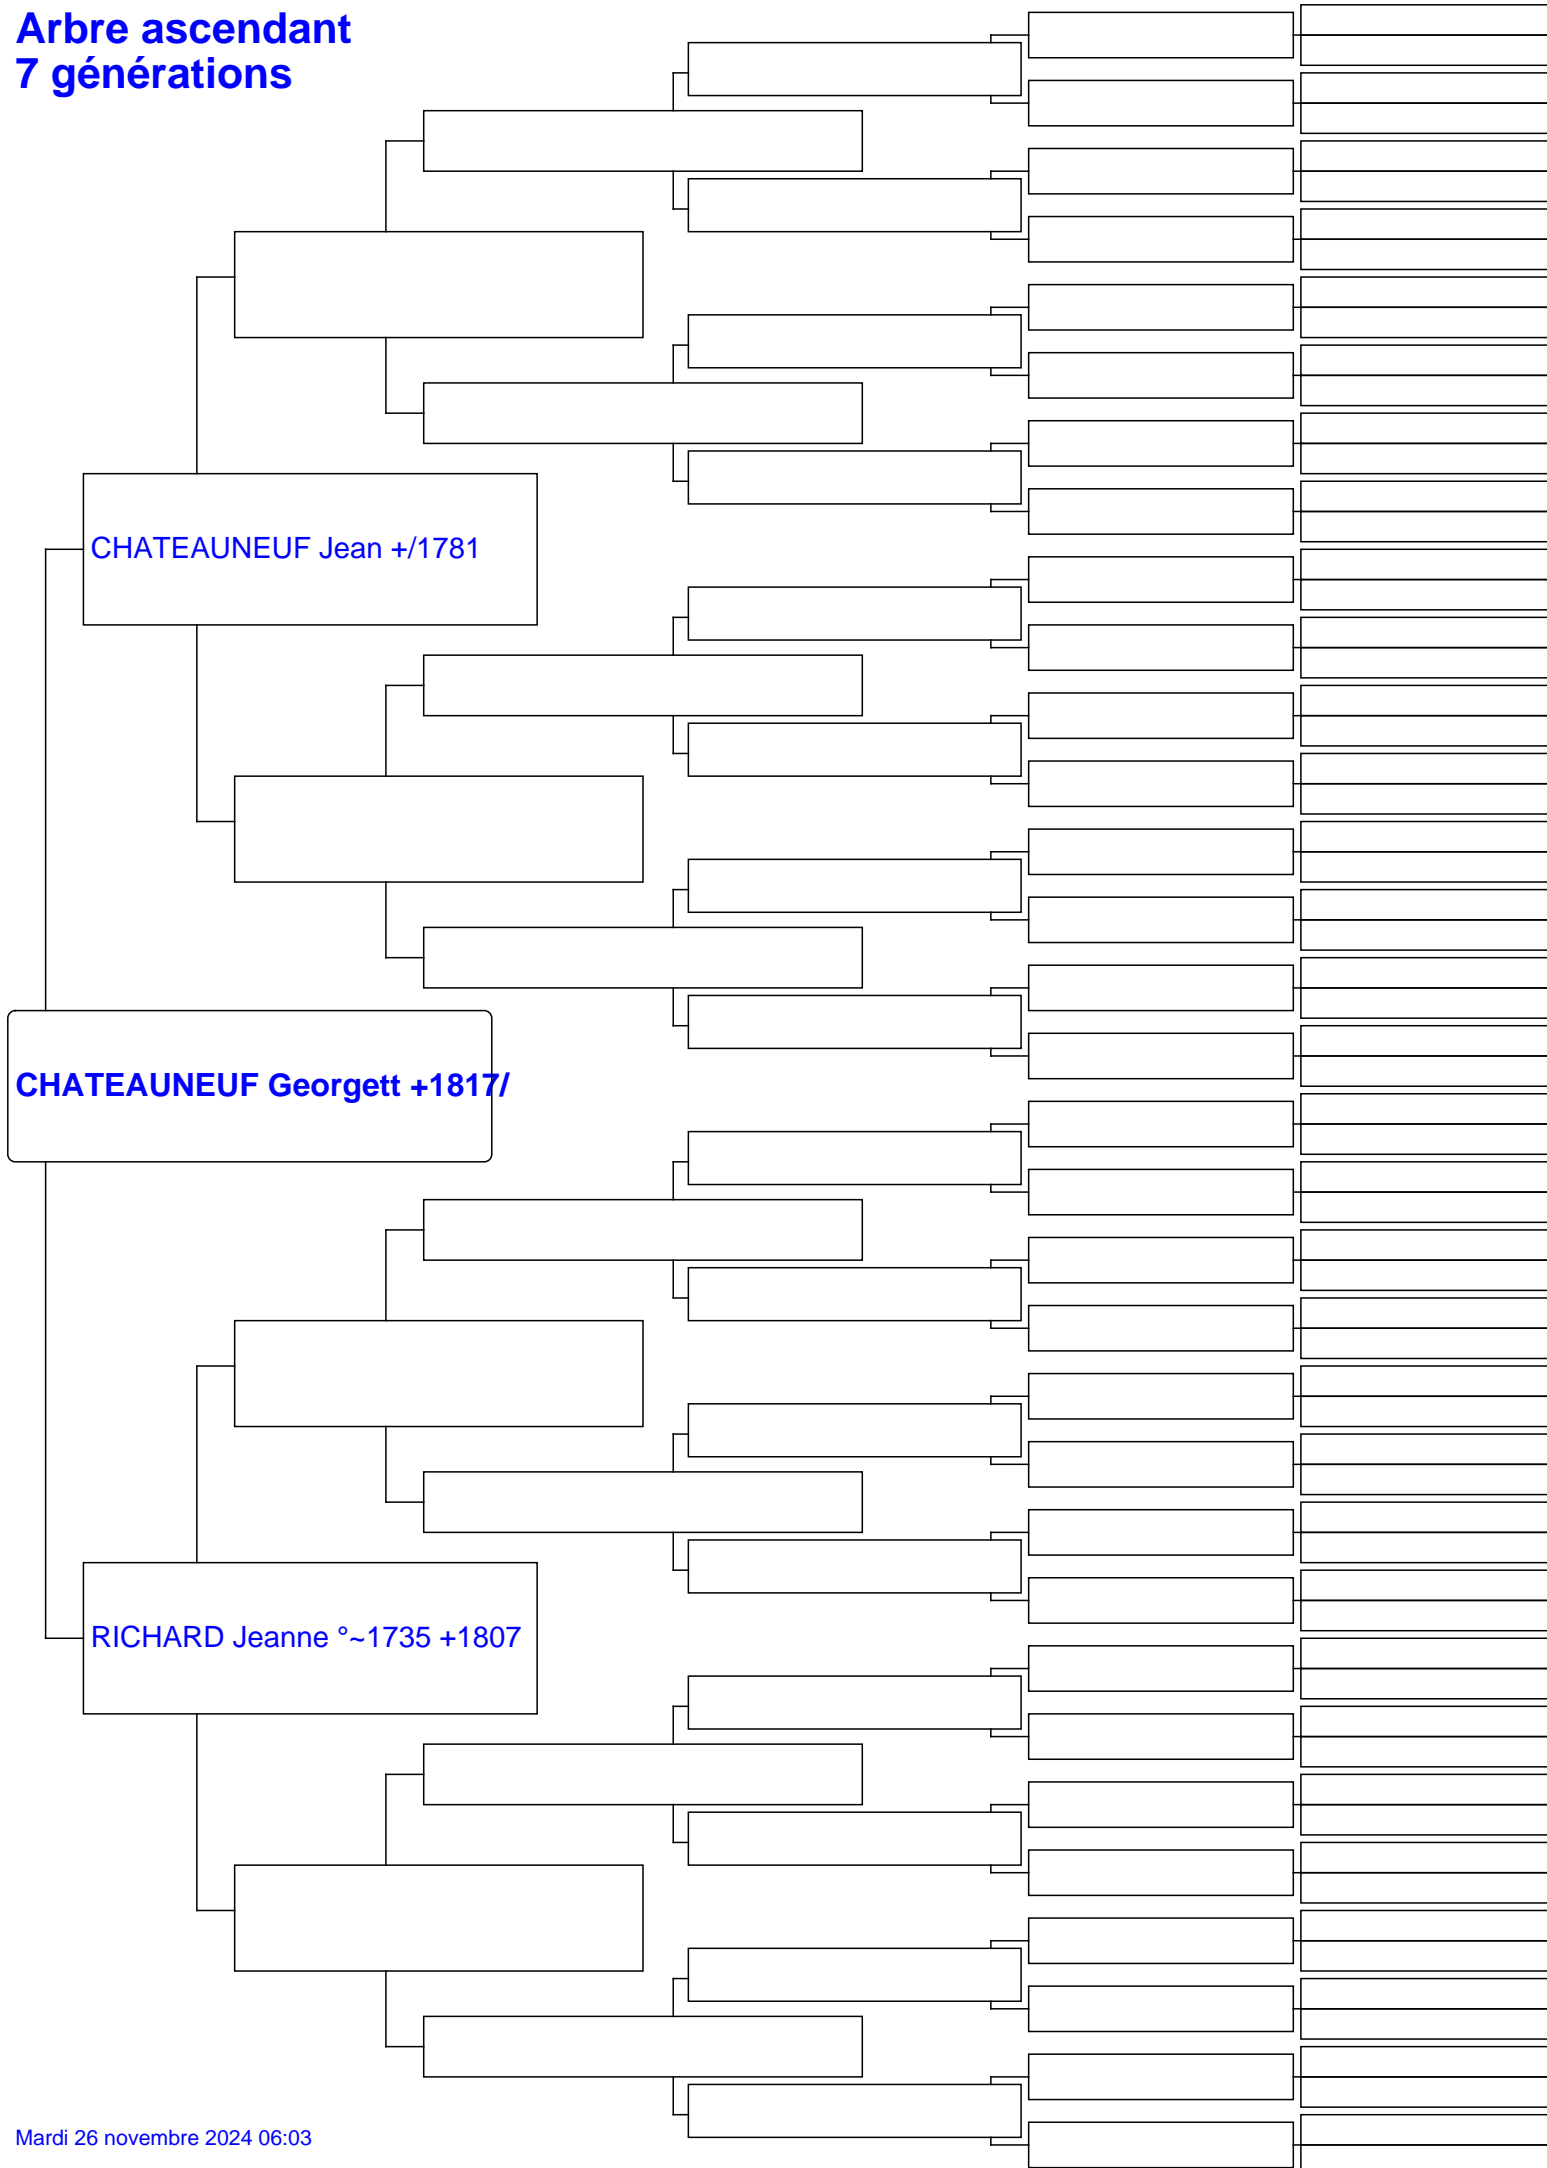 Arbre ascendant
7 générations
CHATEAUNEUF Jean +/1781
CHATEAUNEUF Georgett +1817/
RICHARD Jeanne °~1735 +1807
Mardi 26 novembre 2024 06:03